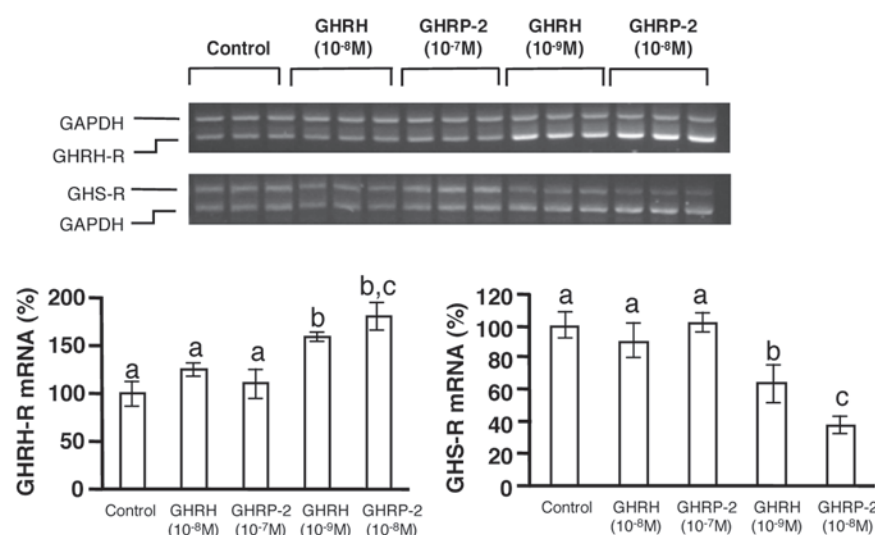 Control
GHRH
(10⁻⁸M)
GHRP-2
(10⁻⁷M)
GHRH
(10⁻⁹M)
GHRP-2
(10⁻⁸M)
GAPDH
GHRH-R
GHS-R
GAPDH
GHRH-R mRNA (%)
200
150
100
50
0
a
a
a
b
b,c
Control
GHRH
(10⁻⁸M)
GHRP-2
(10⁻⁷M)
GHRH
(10⁻⁹M)
GHRP-2
(10⁻⁸M)
GHS-R mRNA (%)
120
100
80
60
40
20
0
a
a
a
b
c
Control
GHRH
(10⁻⁸M)
GHRP-2
(10⁻⁷M)
GHRH
(10⁻⁹M)
GHRP-2
(10⁻⁸M)